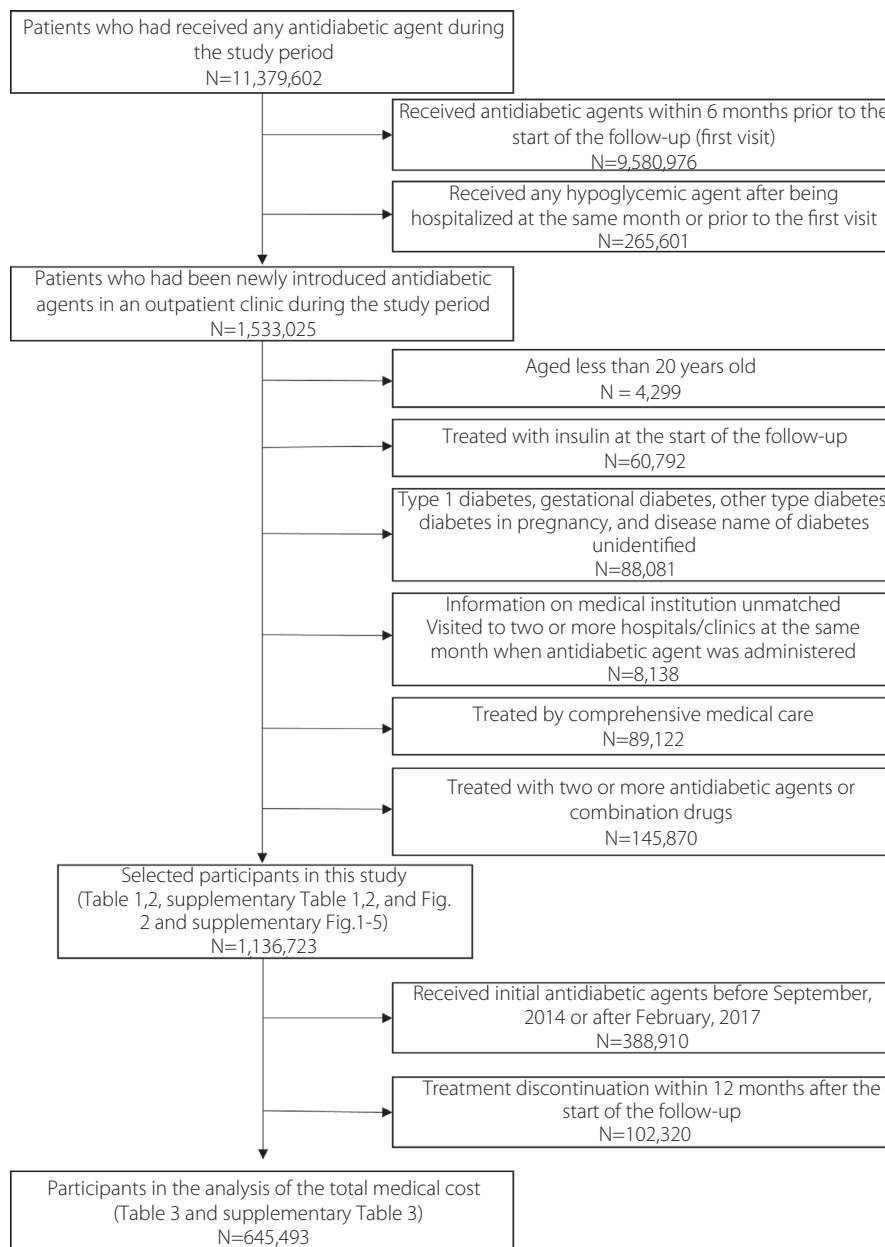 Patients who had received any antidiabetic agent during
the study period
N=11,379,602
Received antidiabetic agents within 6 months prior to the
start of the follow-up (first visit)
N=9,580,976
Received any hypoglycemic agent after being
hospitalized at the same month or prior to the first visit
N=265,601
Patients who had been newly introduced antidiabetic
agents in an outpatient clinic during the study period
N=1,533,025
Aged less than 20 years old
N = 4,299
Treated with insulin at the start of the follow-up
N=60,792
Type 1 diabetes, gestational diabetes, other type diabetes
diabetes in pregnancy, and disease name of diabetes
unidentified
N=88,081
Information on medical institution unmatched
Visited to two or more hospitals/clinics at the same
month when antidiabetic agent was administered
N=8,138
Treated by comprehensive medical care
N=89,122
Treated with two or more antidiabetic agents or
combination drugs
N=145,870
Selected participants in this study
(Table 1,2, supplementary Table 1,2, and Fig.
2 and supplementary Fig.1-5)
N=1,136,723
Received initial antidiabetic agents before September,
2014 or after February, 2017
N=388,910
Treatment discontinuation within 12 months after the
start of the follow-up
N=102,320
Participants in the analysis of the total medical cost
(Table 3 and supplementary Table 3)
N=645,493